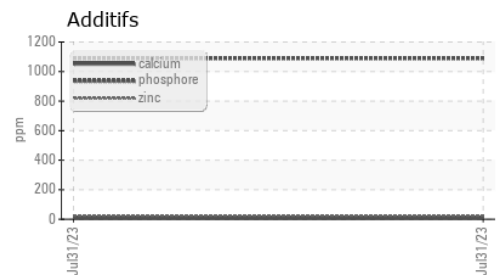 Additifs
1200
1000
800
600
400
200
0
ppm
calcium
phosphore
zinc
Jul31/23
Jul31/23